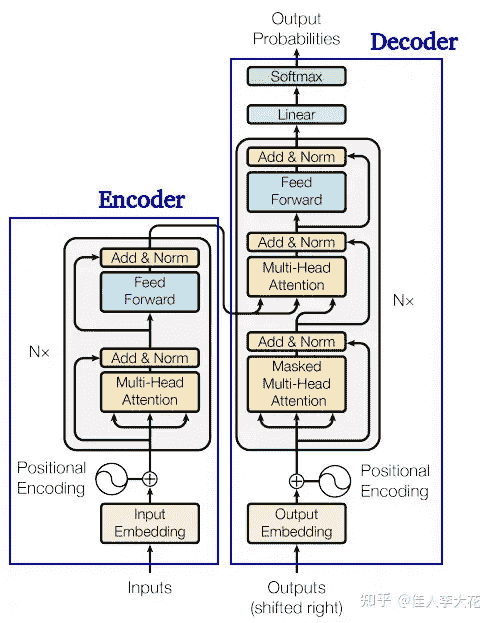 Output
Probabilities
Decoder
Softmax
Linear
Add & Norm
Feed
Forward
Add & Norm
Multi-Head
Attention
Nx
Add & Norm
Masked
Multi-Head
Attention
Positional
Encoding
Output
Embedding
Outputs
(shifted right)
Encoder
Add & Norm
Feed
Forward
Nx
Add & Norm
Multi-Head
Attention
Positional
Encoding
Input
Embedding
Inputs
知乎 @佳人李大花